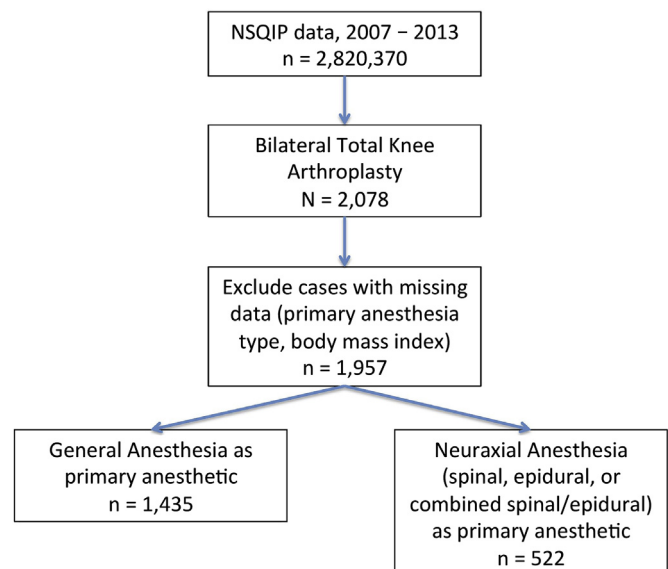 NSQIP data, 2007 – 2013
n = 2,820,370
Bilateral Total Knee
Arthroplasty
N = 2,078
Exclude cases with missing
data (primary anesthesia
type, body mass index)
n = 1,957
General Anesthesia as
primary anesthetic
n = 1,435
Neuraxial Anesthesia
(spinal, epidural, or
combined spinal/epidural)
as primary anesthetic
n = 522